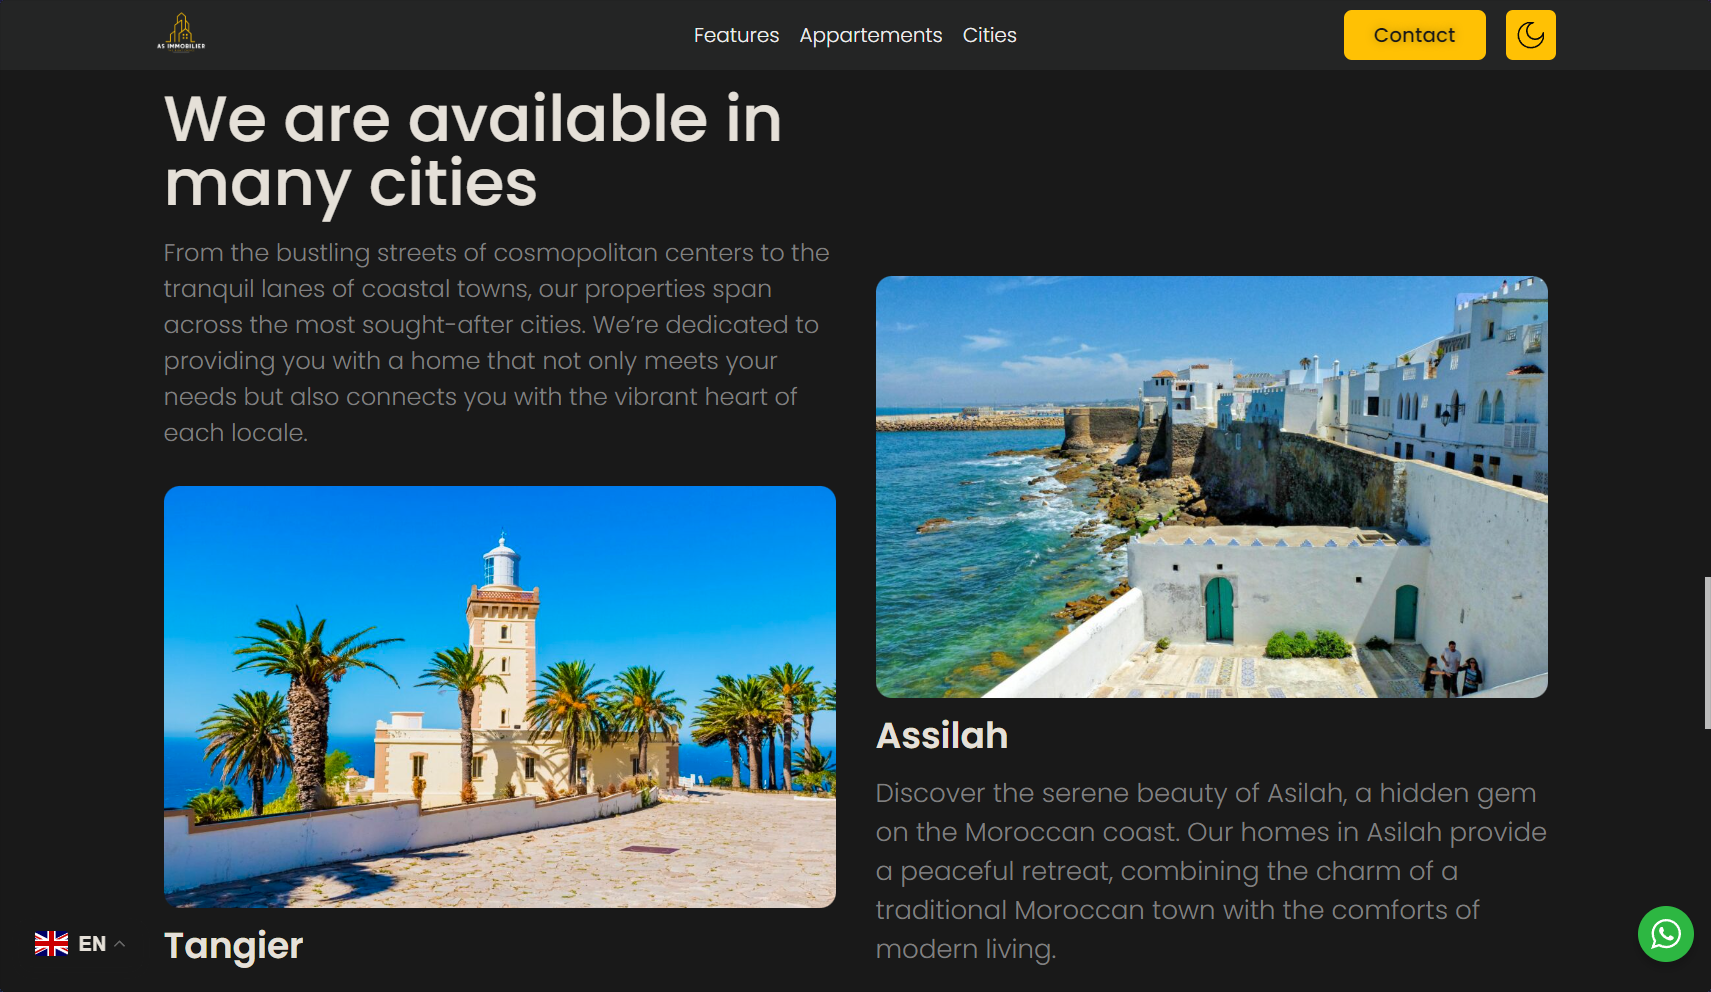 AS IMMOBILIER
Features
Appartements
Cities
Contact
We are available in
many cities
From the bustling streets of cosmopolitan centers to the
tranquil lanes of coastal towns, our properties span
across the most sought-after cities. We’re dedicated to
providing you with a home that not only meets your
needs but also connects you with the vibrant heart of
each locale.
Tangier
Assilah
Discover the serene beauty of Asilah, a hidden gem
on the Moroccan coast. Our homes in Asilah provide
a peaceful retreat, combining the charm of a
traditional Moroccan town with the comforts of
modern living.
EN